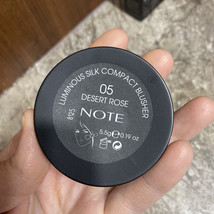 LUMINOUS SILK COMPACT BLUSHER
05
DESERT ROSE
NOTE
5.5g ℮ 0.19 oz